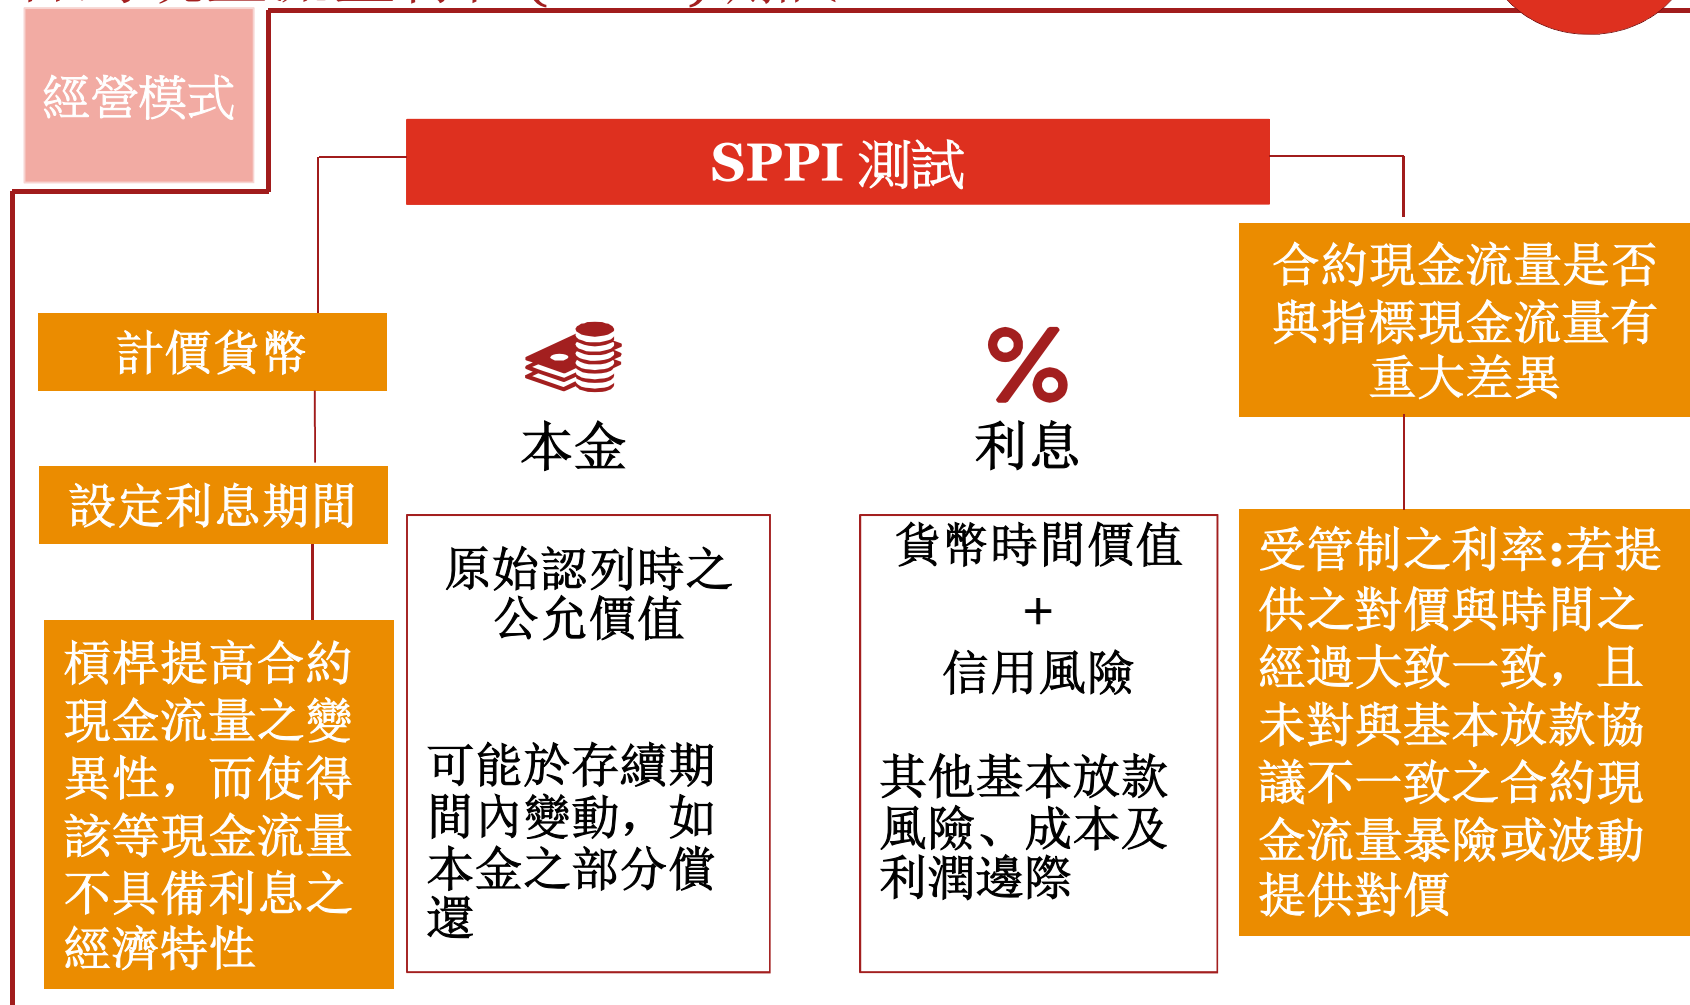 經營模式
SPPI 測試
計價貨幣
設定利息期間
槓桿提高合約
現金流量之變
異性，而使得
該等現金流量
不具備利息之
經濟特性
本金
原始認列時之
公允價值
可能於存續期
間內變動，如
本金之部分償
還
%
利息
貨幣時間價值
+
信用風險
其他基本放款
風險、成本及
利潤邊際
合約現金流量是否
與指標現金流量有
重大差異
受管制之利率:若提
供之對價與時間之
經過大致一致，且
未對與基本放款協
議不一致之合約現
金流量暴險或波動
提供對價